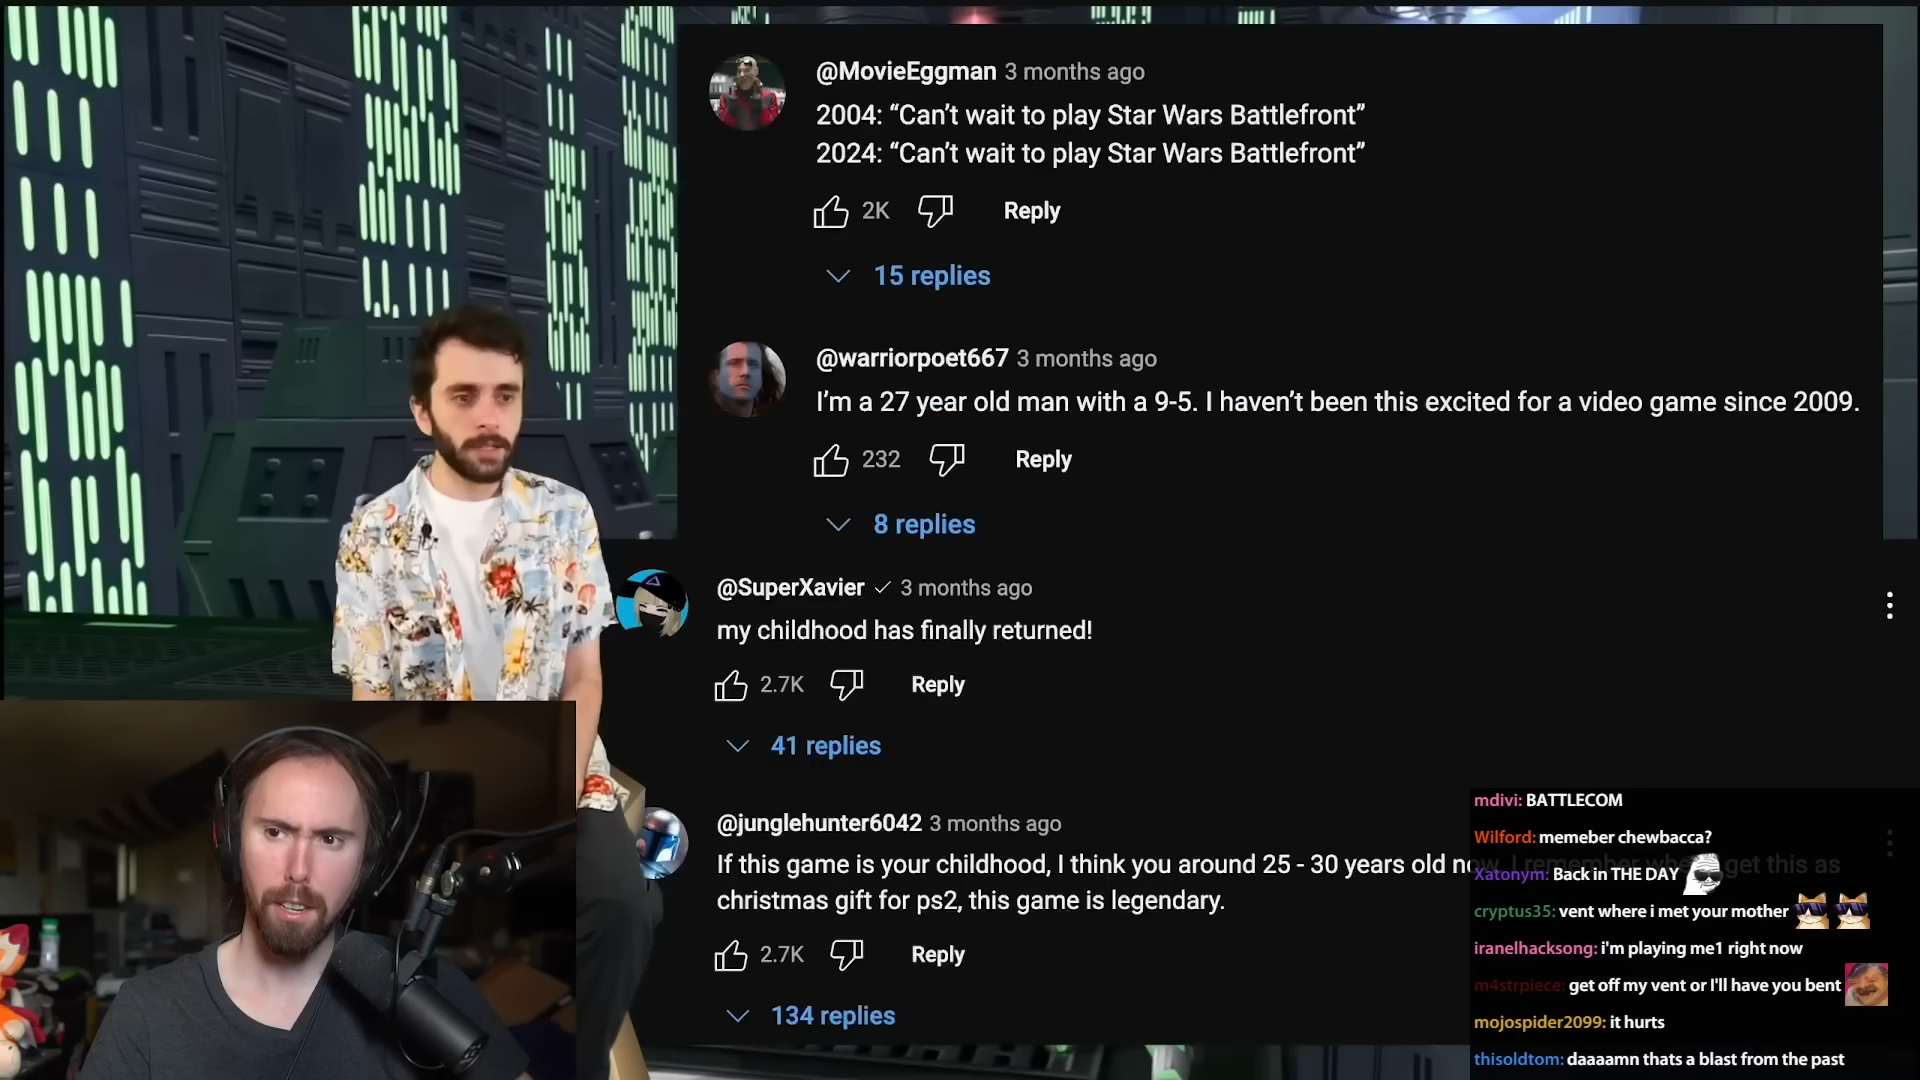 @MovieEggman 3 months ago
2004: “Can’t wait to play Star Wars Battlefront”
2024: “Can’t wait to play Star Wars Battlefront”
2K Reply
15 replies
@warriorpoet667 3 months ago
I’m a 27 year old man with a 9-5. I haven’t been this excited for a video game since 2009.
232 Reply
8 replies
@SuperXavier 3 months ago
my childhood has finally returned!
2.7K Reply
41 replies
@junglehunter6042 3 months ago
If this game is your childhood, I think you around 25 - 30 years old now. I remember get this as
christmas gift for ps2, this game is legendary.
2.7K Reply
134 replies
mdivi: BATTLECOM
Wilford: memeber chewbacca?
Xatonym: Back in THE DAY
cryptus35: vent where i met your mother
iranelhacksong: i'm playing me1 right now
m4strpiece: get off my vent or I'll have you bent
mojospider2099: it hurts
thisoldtom: daaaamn thats a blast from the past